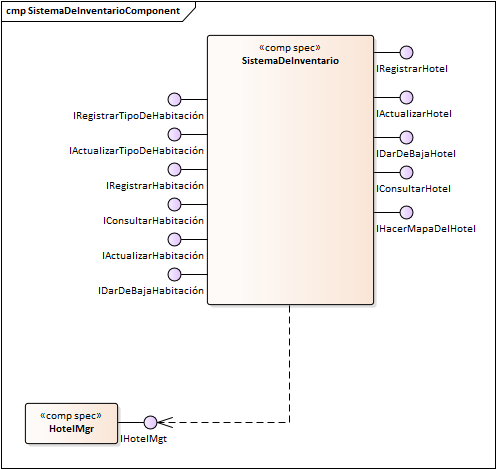 cmp SistemaDeInventarioComponent
«comp spec»
SistemaDeInventario
IRegistrarTipoDeHabitación
IActualizarTipoDeHabitación
IRegistrarHabitación
IConsultarHabitación
IActualizarHabitación
IDarDeBajaHabitación
IRegistrarHotel
IActualizarHotel
IDarDeBajaHotel
IConsultarHotel
IHacerMapaDelHotel
«comp spec»
HotelMgr
IHotelMgt